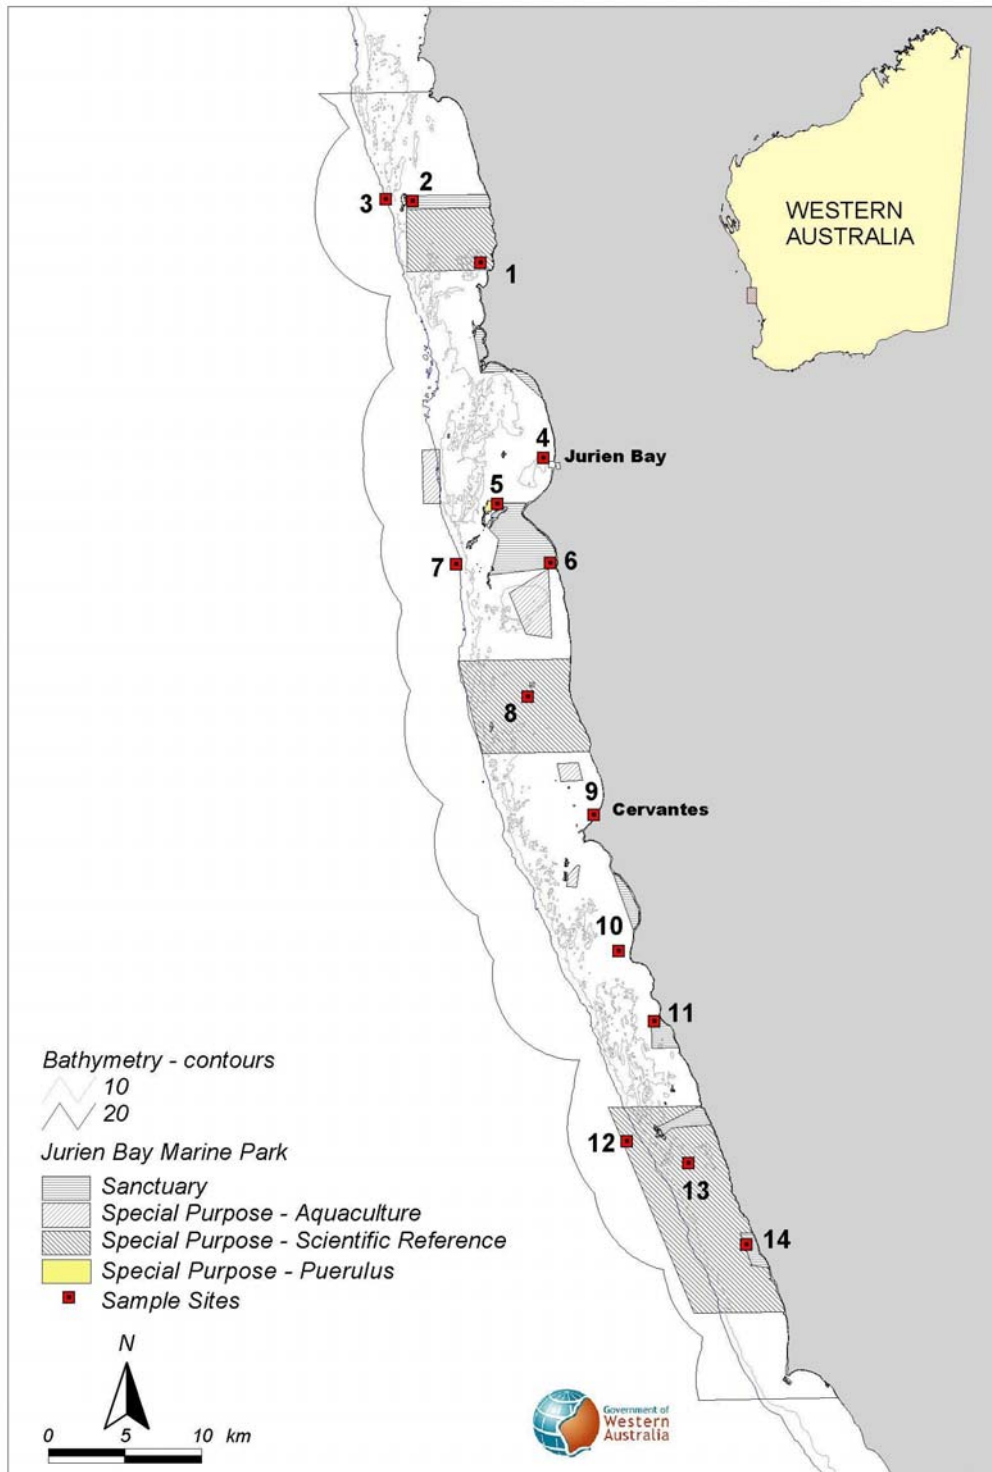 WESTERN
AUSTRALIA
2
3
1
4
Jurien Bay
5
7
6
8
9
Cervantes
10
11
12
13
14
Bathymetry - contours
10
20
Jurien Bay Marine Park
Sanctuary
Special Purpose - Aquaculture
Special Purpose - Scientific Reference
Special Purpose - Puerulus
Sample Sites
N
0 5 10 km
Government of
Western
Australia